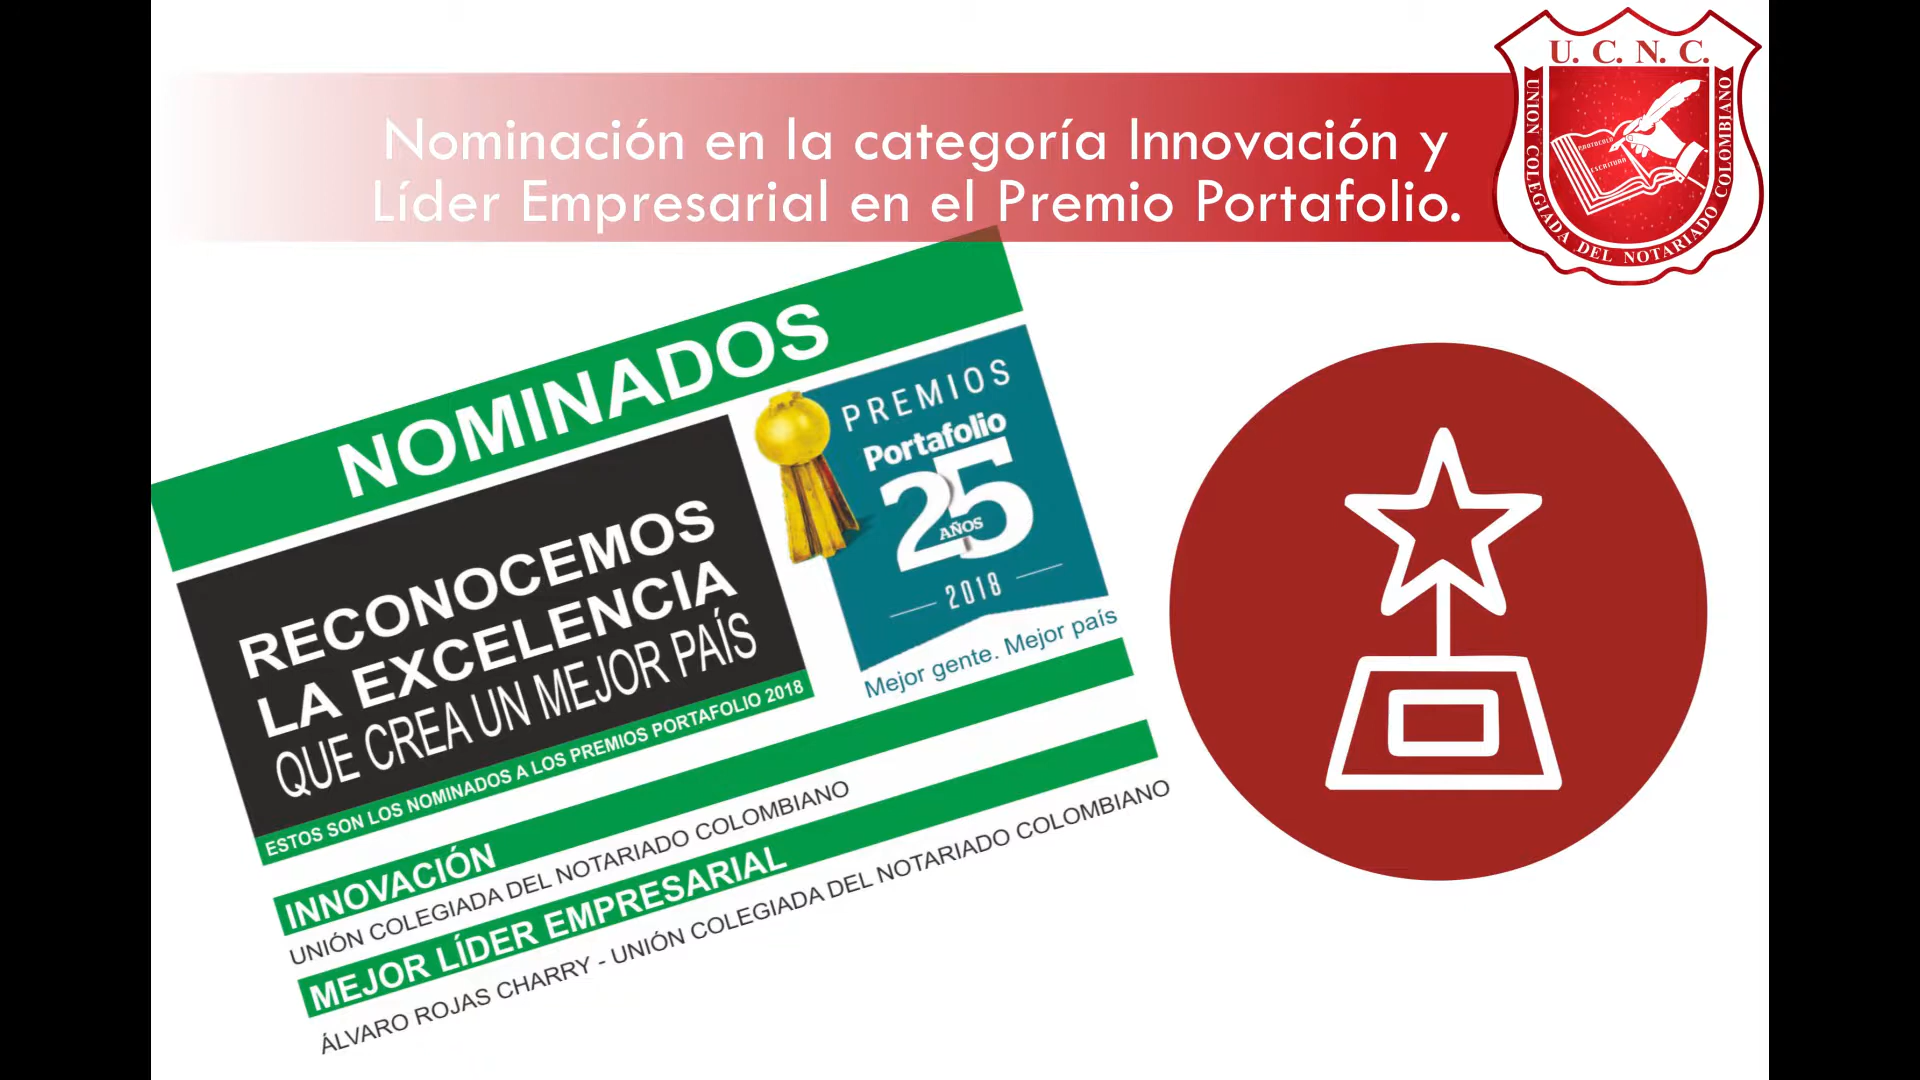 Nominación en la categoría Innovación y
Líder Empresarial en el Premio Portafolio.
U. C. N. C.
UNION COLEGIADA DEL NOTARIADO COLOMBIANO
PROTOCOLO
ESCRITURA
NOMINADOS
RECONOCEMOS
LA EXCELENCIA
QUE CREA UN MEJOR PAÍS
ESTOS SON LOS NOMINADOS A LOS PREMIOS PORTAFOLIO 2018
PREMIOS
Portafolio
25
AÑOS
2018
Mejor gente. Mejor país
INNOVACIÓN
UNIÓN COLEGIADA DEL NOTARIADO COLOMBIANO
MEJOR LÍDER EMPRESARIAL
ÁLVARO ROJAS CHARRY - UNIÓN COLEGIADA DEL NOTARIADO COLOMBIANO